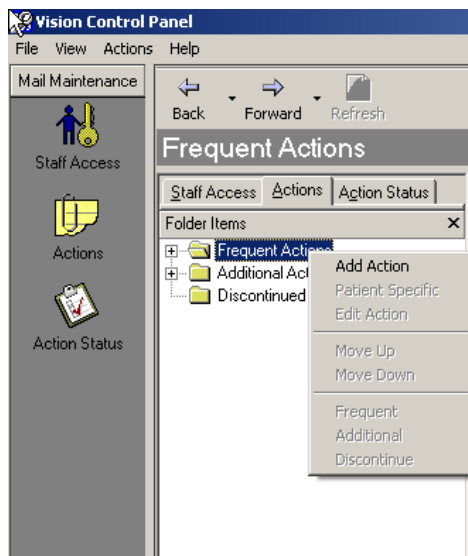 Vision Control Panel
File View Actions Help
Mail Maintenance
Staff Access
Actions
Action Status
Back Forward Refresh
Frequent Actions
Staff Access Actions Action Status
Folder Items x
Frequent Actions
Additional Act
Discontinued
Add Action
Patient Specific
Edit Action
Move Up
Move Down
Frequent
Additional
Discontinue